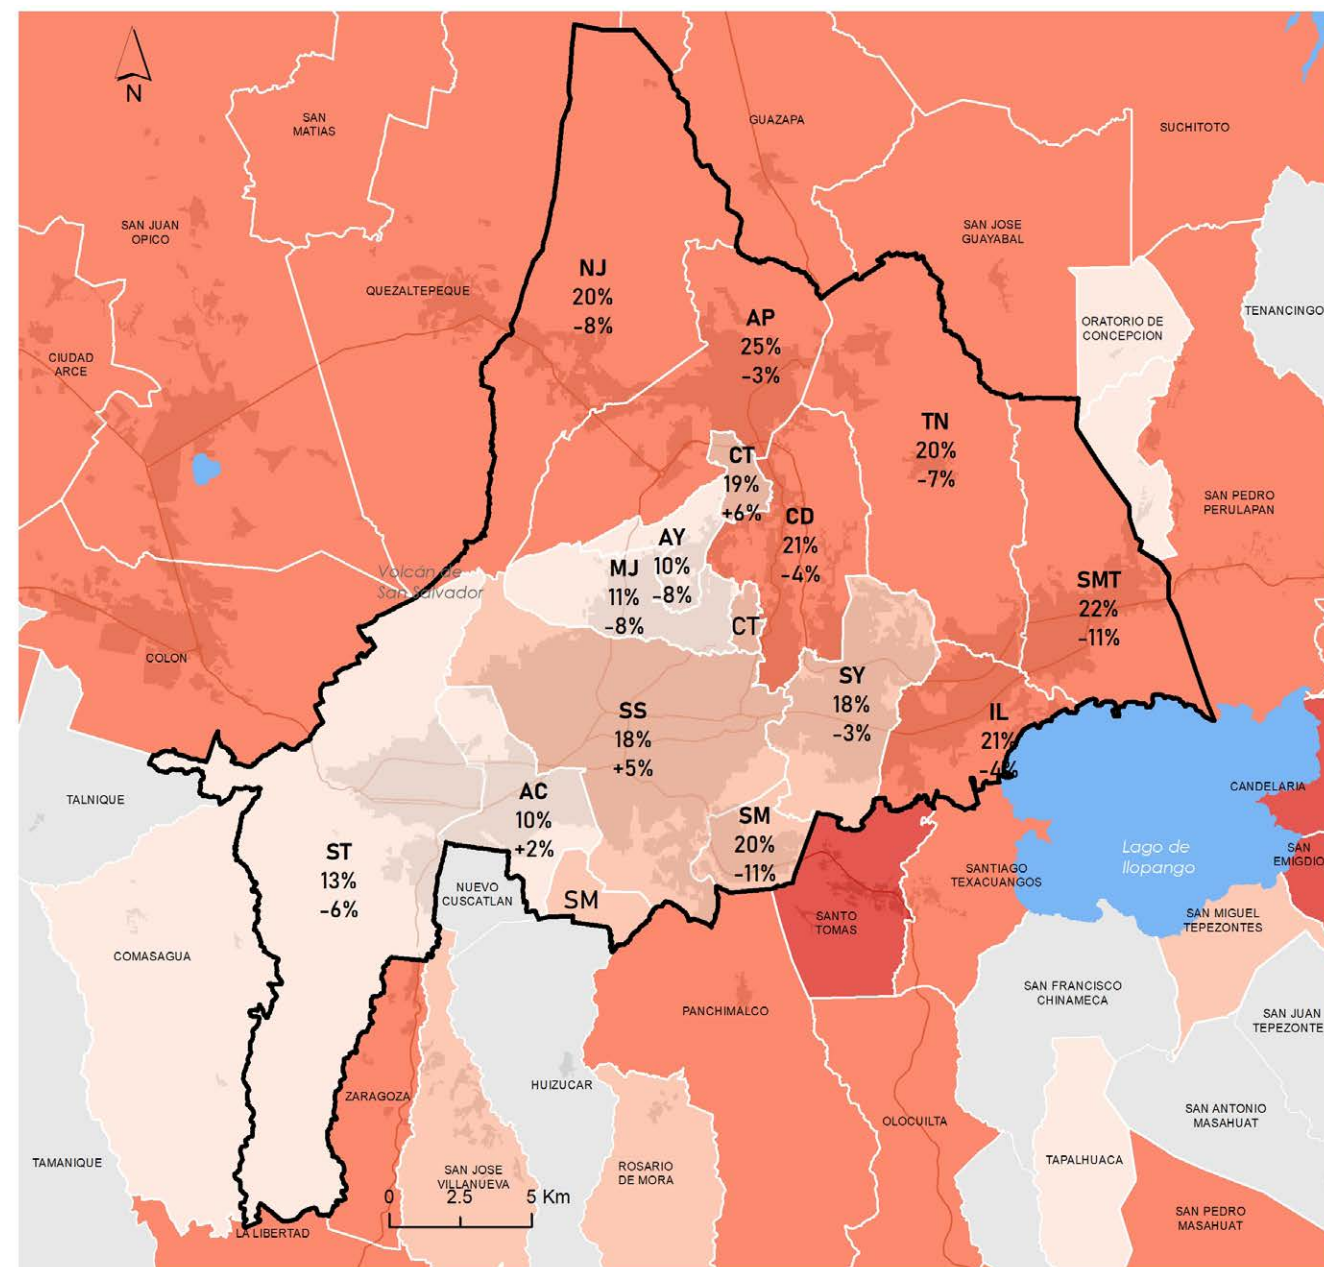 N
SAN
MATIAS
GUAZAPA
SUCHITOTO
SAN JUAN
OPICO
SAN JOSE
GUAYABAL
QUEZALTEPEQUE
NJ
20%
-8%
AP
25%
-3%
ORATORIO DE
CONCEPCION
TENANCINGO
CIUDAD
ARCE
TN
20%
-7%
CT
19%
+6%
CD
21%
-4%
SAN PEDRO
PERULAPAN
AY
10%
-8%
MJ
11%
-8%
Volcán de
San Salvador
SMT
22%
-11%
CT
COLON
SY
18%
-3%
SS
18%
+5%
IL
21%
-4%
TALNIQUE
AC
10%
+2%
CANDELARIA
SM
20%
-11%
ST
13%
-6%
Lago de
Ilopango
SAN
EMIGDIO
SANTIAGO
TEXACUANGOS
NUEVO
CUSCATLAN
SM
SANTO
TOMAS
SAN MIGUEL
TEPEZONTES
COMASAGUA
SAN FRANCISCO
CHINAMECA
PANCHIMALCO
SAN JUAN
TEPEZONTE
HUIZUCAR
ZARAGOZA
SAN ANTONIO
MASAHUAT
OLOCUILTA
TAMANIQUE
SAN JOSE
VILLANUEVA
ROSARIO
DE MORA
TAPALHUACA
0 2.5 5 Km
SAN PEDRO
MASAHUAT
LA LIBERTAD